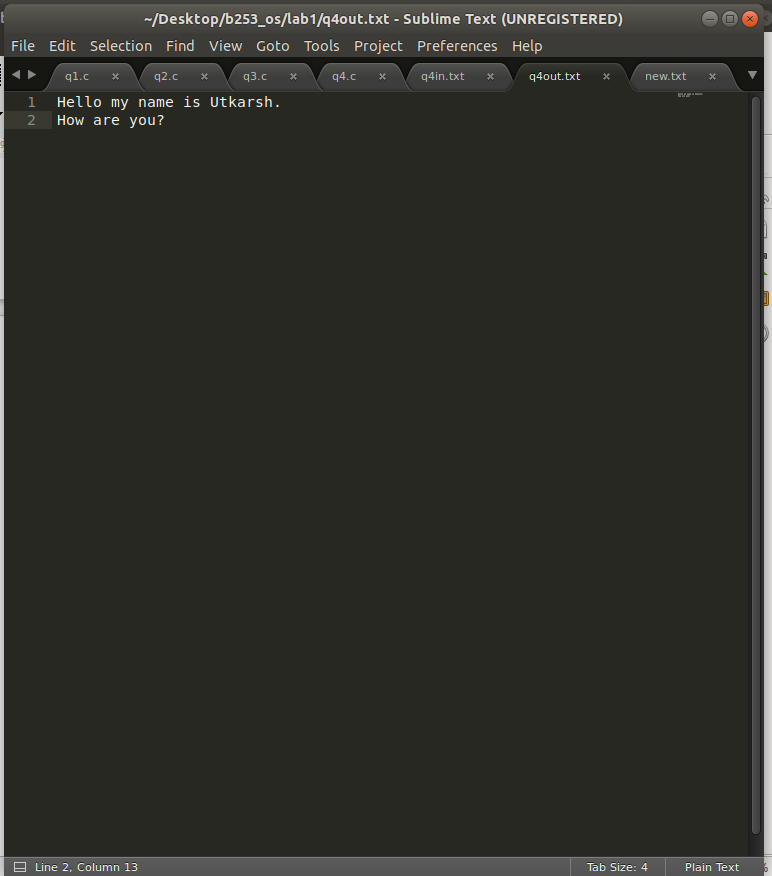 ~/Desktop/b253_os/lab1/q4out.txt - Sublime Text (UNREGISTERED)
File Edit Selection Find View Goto Tools Project Preferences Help
q1.c q2.c q3.c q4.c q4in.txt q4out.txt new.txt
1 Hello my name is Utkarsh.
2 How are you?
Line 2, Column 13 Tab Size: 4 Plain Text